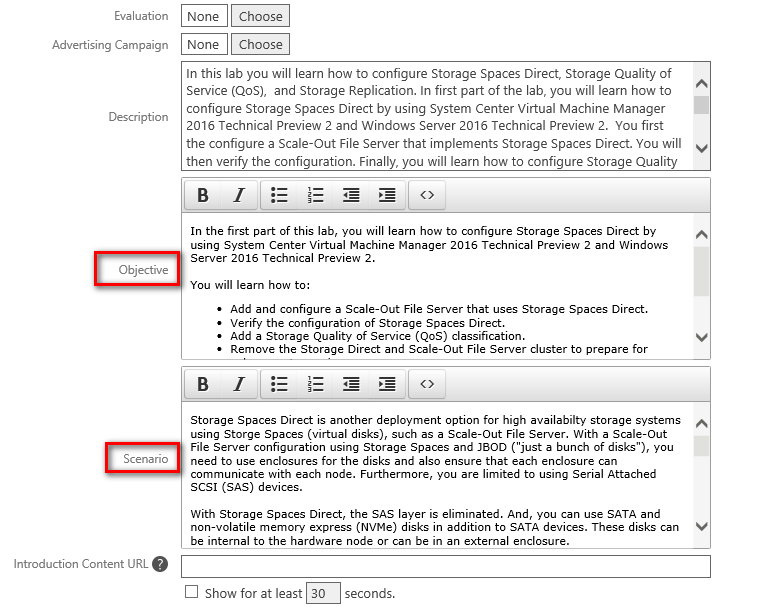 Evaluation None Choose
Advertising Campaign None Choose
Description
In this lab you will learn how to configure Storage Spaces Direct, Storage Quality of
Service (QoS),  and Storage Replication. In first part of the lab, you will learn how to
configure Storage Spaces Direct by using System Center Virtual Machine Manager
2016 Technical Preview 2 and Windows Server 2016 Technical Preview 2.  You first
the configure a Scale-Out File Server that implements Storage Spaces Direct. You will
then verify the configuration. Finally, you will learn how to configure Storage Quality
B I <>
Objective
In the first part of this lab, you will learn how to configure Storage Spaces Direct by
using System Center Virtual Machine Manager 2016 Technical Preview 2 and Windows
Server 2016 Technical Preview 2.
You will learn how to:
• Add and configure a Scale-Out File Server that uses Storage Spaces Direct.
• Verify the configuration of Storage Spaces Direct.
• Add a Storage Quality of Service (QoS) classification.
• Remove the Storage Direct and Scale-Out File Server cluster to prepare for
B I <>
Scenario
Storage Spaces Direct is another deployment option for high availabilty storage systems
using Storge Spaces (virtual disks), such as a Scale-Out File Server. With a Scale-Out
File Server configuration using Storage Spaces and JBOD ("just a bunch of disks"), you
need to use enclosures for the disks and also ensure that each enclosure can
communicate with each node. Furthermore, you are limited to using Serial Attached
SCSI (SAS) devices.
With Storage Spaces Direct, the SAS layer is eliminated. And, you can use SATA and
non-volatile memory express (NVMe) disks in addition to SATA devices. These disks can
be internal to the hardware node or can be in an external enclosure.
Introduction Content URL ?
Show for at least 30 seconds.